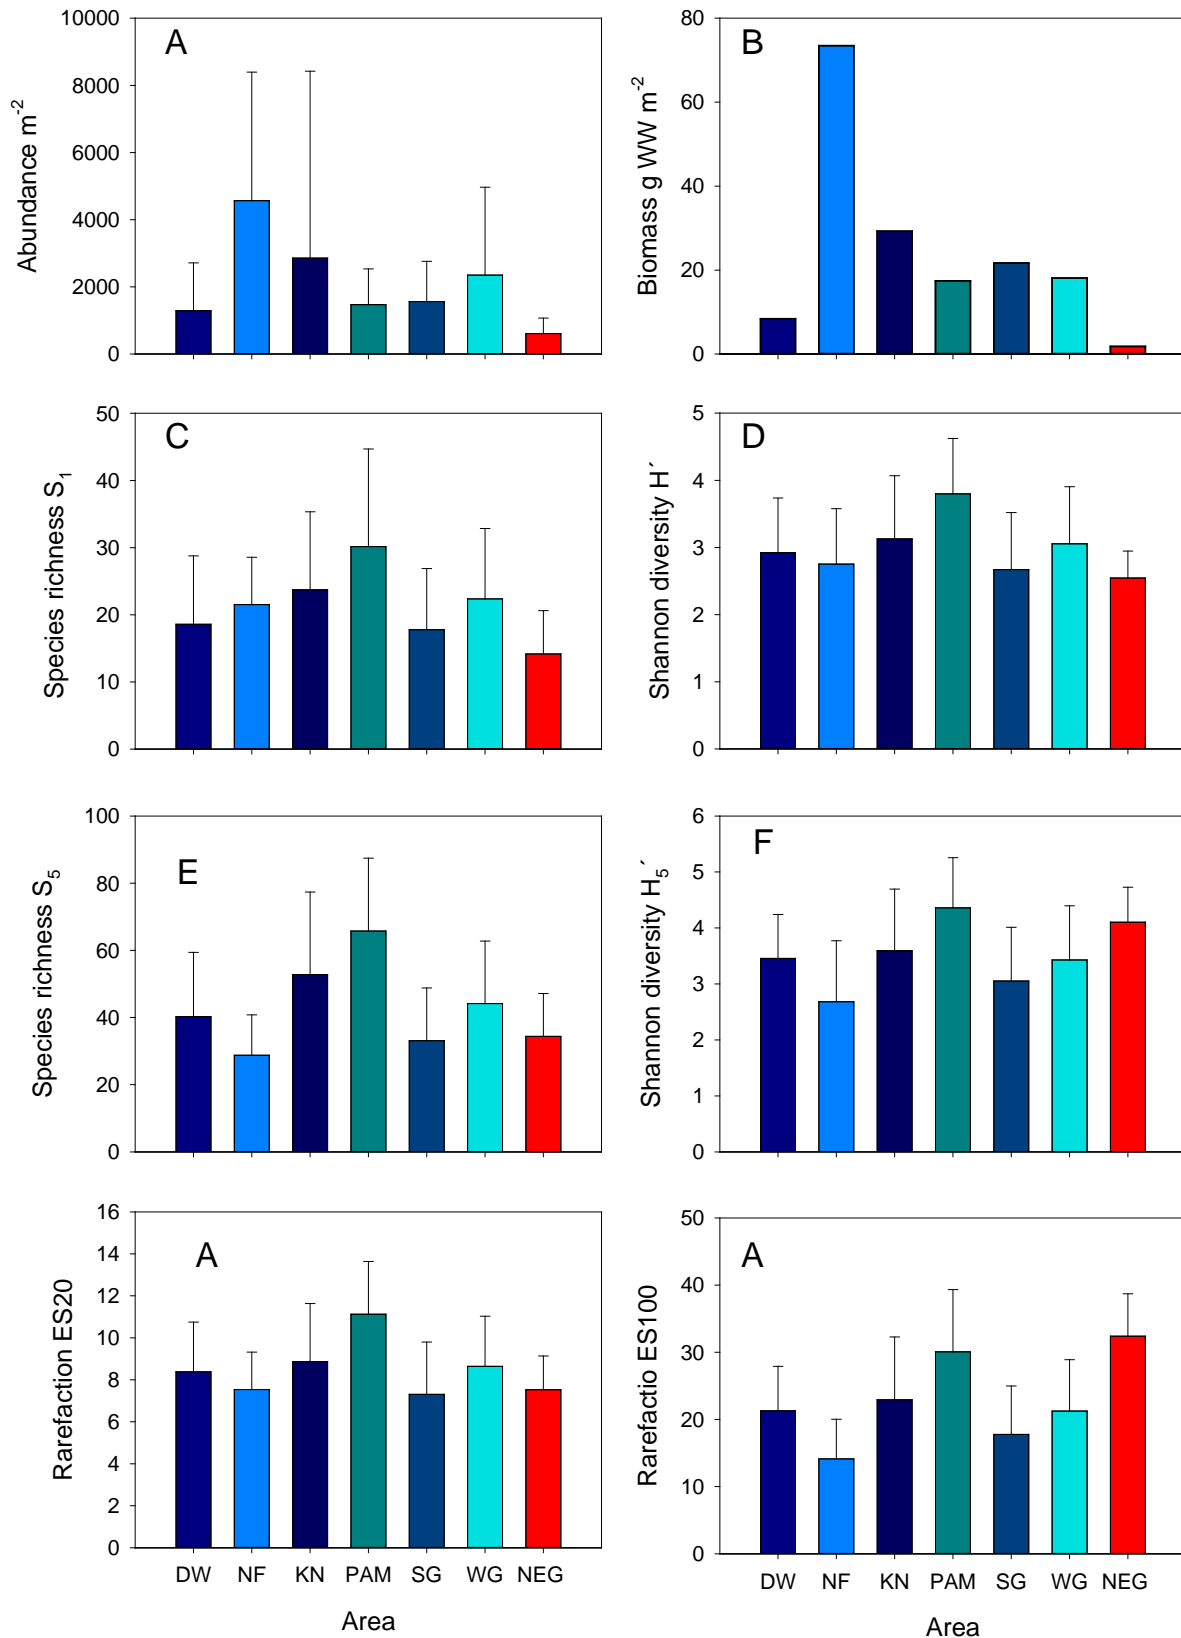 A
Abundance m-2
10000
8000
6000
4000
2000
0
B
Biomass g WW m-2
80
60
40
20
0
C
Species richness S1
50
40
30
20
10
0
D
Shannon diversity H´
5
4
3
2
1
0
E
Species richness S5
100
80
60
40
20
0
F
Shannon diversity H5´
6
5
4
3
2
1
0
A
Rarefaction ES20
16
14
12
10
8
6
4
2
0
DW NF KN PAM SG WG NEG
Area
A
Rarefactio ES100
50
40
30
20
10
0
DW NF KN PAM SG WG NEG
Area